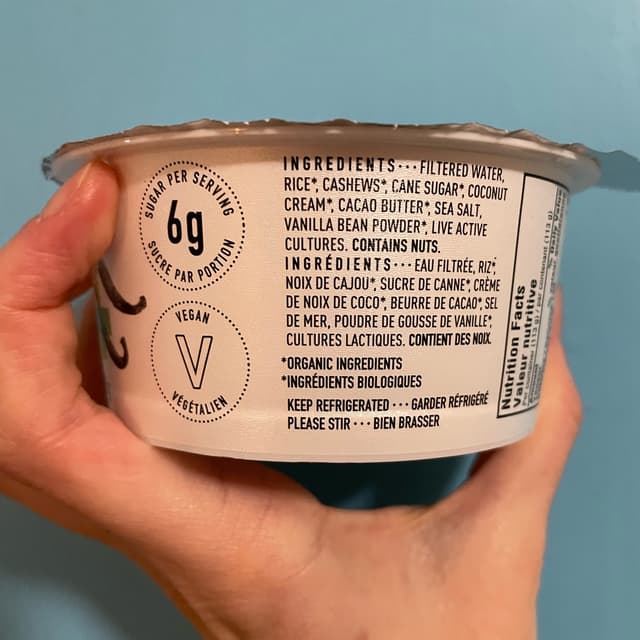 SUGAR PER SERVING
6g
SUCRE PAR PORTION
VEGAN
V
VÉGÉTALIEN
INGREDIENTS··· FILTERED WATER,
RICE*, CASHEWS*, CANE SUGAR*, COCONUT
CREAM*, CACAO BUTTER*, SEA SALT,
VANILLA BEAN POWDER*, LIVE ACTIVE
CULTURES. CONTAINS NUTS.
INGRÉDIENTS··· EAU FILTRÉE, RIZ*,
NOIX DE CAJOU*, SUCRE DE CANNE*, CRÈME
DE NOIX DE COCO*, BEURRE DE CACAO*, SEL
DE MER, POUDRE DE GOUSSE DE VANILLE*,
CULTURES LACTIQUES. CONTIENT DES NOIX.
*ORGANIC INGREDIENTS
*INGRÉDIENTS BIOLOGIQUES
KEEP REFRIGERATED ··· GARDER RÉFRIGÉRÉ
PLEASE STIR ··· BIEN BRASSER
Nutrition Facts
Valeur nutritive